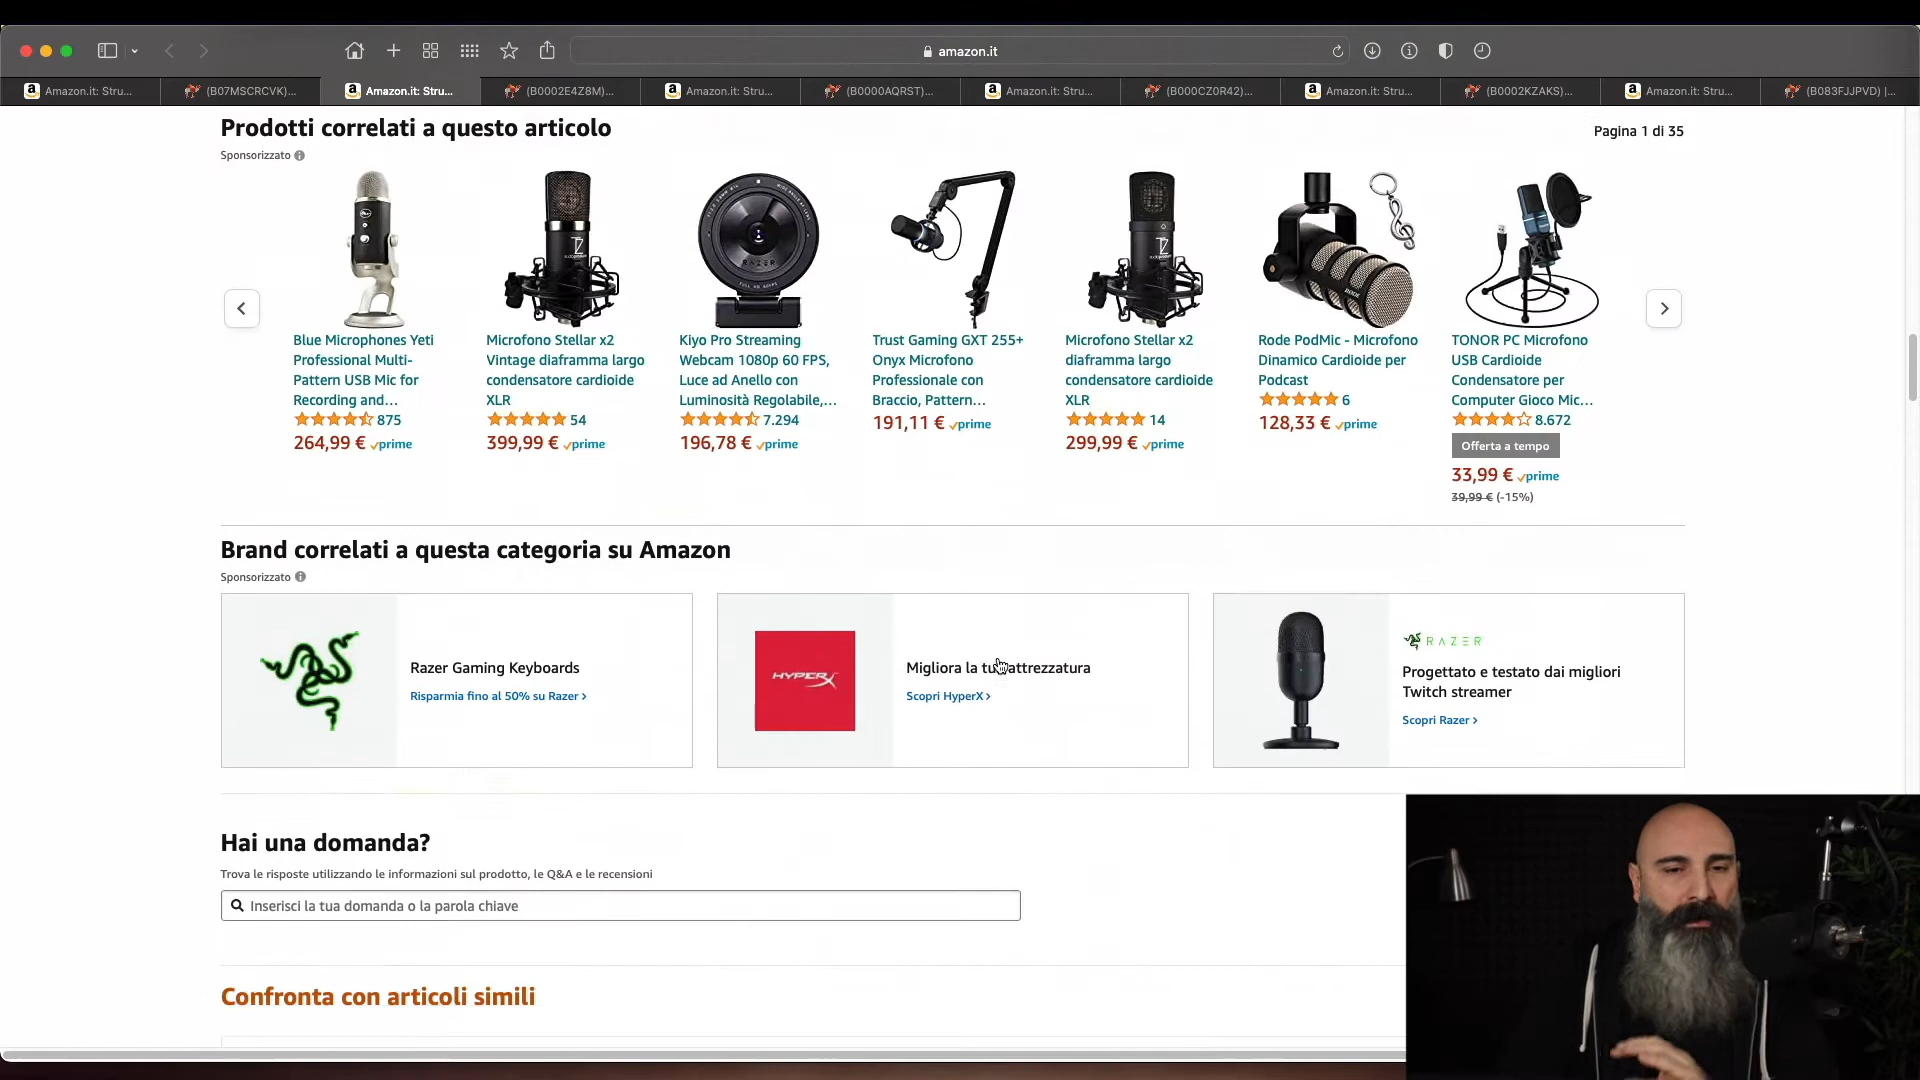 amazon.it
Amazon.it: Stru...
(B07MSCRCVK)...
Amazon.it: Stru...
(B0002E4Z8M)...
Amazon.it: Stru...
(B0000AQRST)...
Amazon.it: Stru...
(B000CZ0R42)...
Amazon.it: Stru...
(B0002KZAKS)...
Amazon.it: Stru...
(B083FJJPVD) |...
Prodotti correlati a questo articolo
Pagina 1 di 35
Sponsorizzato
Blue Microphones Yeti
Professional Multi-
Pattern USB Mic for
Recording and...
875
264,99 € prime
Microfono Stellar x2
Vintage diaframma largo
condensatore cardioide
XLR
54
399,99 € prime
RAZER
Kiyo Pro Streaming
Webcam 1080p 60 FPS,
Luce ad Anello con
Luminosità Regolabile,...
7.294
196,78 € prime
Trust Gaming GXT 255+
Onyx Microfono
Professionale con
Braccio, Pattern...
191,11 € prime
Microfono Stellar x2
diaframma largo
condensatore cardioide
XLR
14
299,99 € prime
RODE
Rode PodMic - Microfono
Dinamico Cardioide per
Podcast
6
128,33 € prime
TONOR PC Microfono
USB Cardioide
Condensatore per
Computer Gioco Mic...
8.672
Offerta a tempo
33,99 € prime
39,99 € (-15%)
Brand correlati a questa categoria su Amazon
Sponsorizzato
Razer Gaming Keyboards
Risparmia fino al 50% su Razer ›
HYPERX
Migliora la tu attrezzatura
Scopri HyperX ›
RAZER
Progettato e testato dai migliori
Twitch streamer
Scopri Razer ›
Hai una domanda?
Trova le risposte utilizzando le informazioni sul prodotto, le Q&A e le recensioni
Inserisci la tua domanda o la parola chiave
Confronta con articoli simili